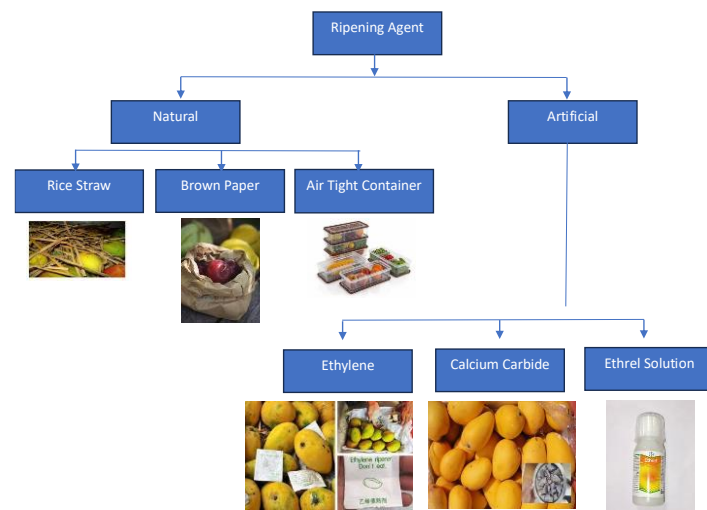 Ripening Agent
Natural
Artificial
Rice Straw
Brown Paper
Air Tight Container
Ethylene
Calcium Carbide
Ethrel Solution
Ethylene ripener
Don't eat